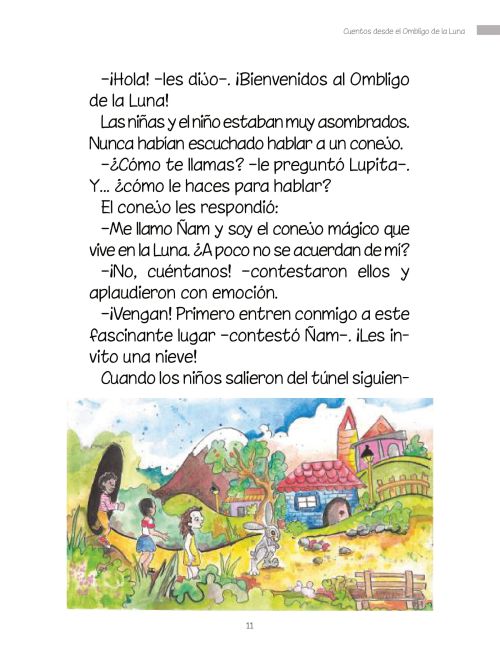 Cuentos desde el Ombligo de la Luna
–¡Hola! –les dijo–. ¡Bienvenidos al Ombligo
de la Luna!
Las niñas y el niño estaban muy asombrados.
Nunca habían escuchado hablar a un conejo.
–¿Cómo te llamas? –le preguntó Lupita–.
Y... ¿cómo le haces para hablar?
El conejo les respondió:
–Me llamo Ñam y soy el conejo mágico que
vive en la Luna. ¿A poco no se acuerdan de mí?
–¡No, cuéntanos! –contestaron ellos y
aplaudieron con emoción.
–¡Vengan! Primero entren conmigo a este
fascinante lugar –contestó Ñam–. ¡Les in-
vito una nieve!
Cuando los niños salieron del túnel siguien-
11